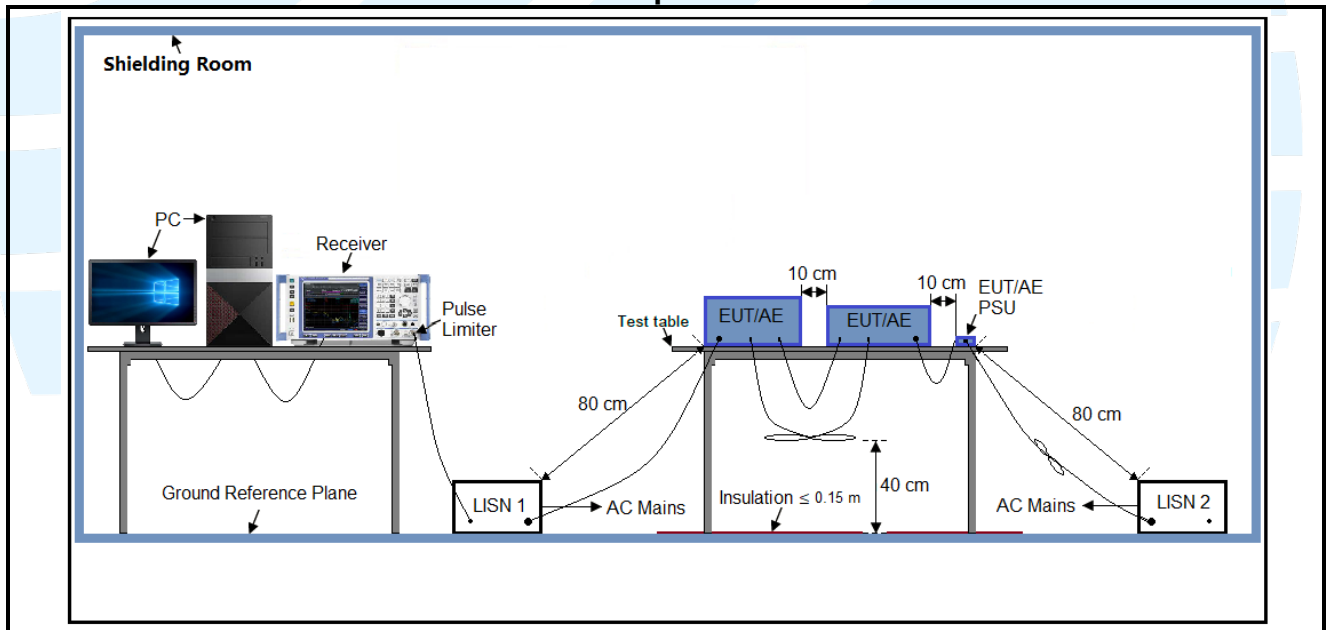 Shielding Room
PC
Receiver
Pulse
Limiter
10 cm
10 cm
EUT/AE
PSU
Test table
EUT/AE
EUT/AE
80 cm
80 cm
40 cm
Ground Reference Plane
LISN 1
AC Mains
Insulation ≤ 0.15 m
AC Mains
LISN 2